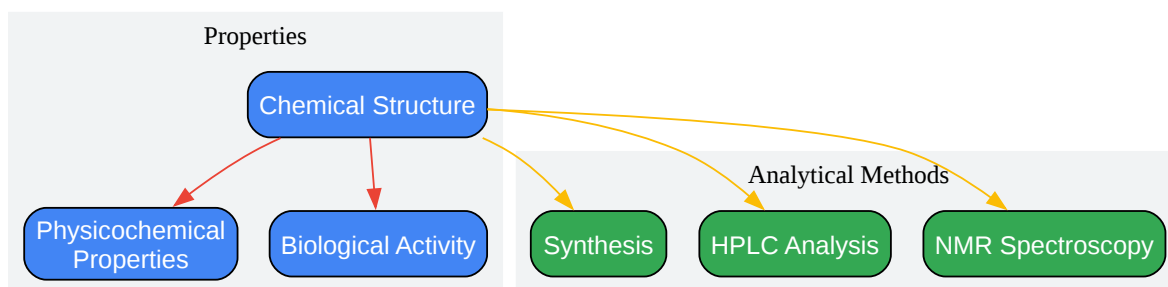 Properties
Chemical Structure
Analytical Methods
Physicochemical
Properties
Biological Activity
Synthesis
HPLC Analysis
NMR Spectroscopy